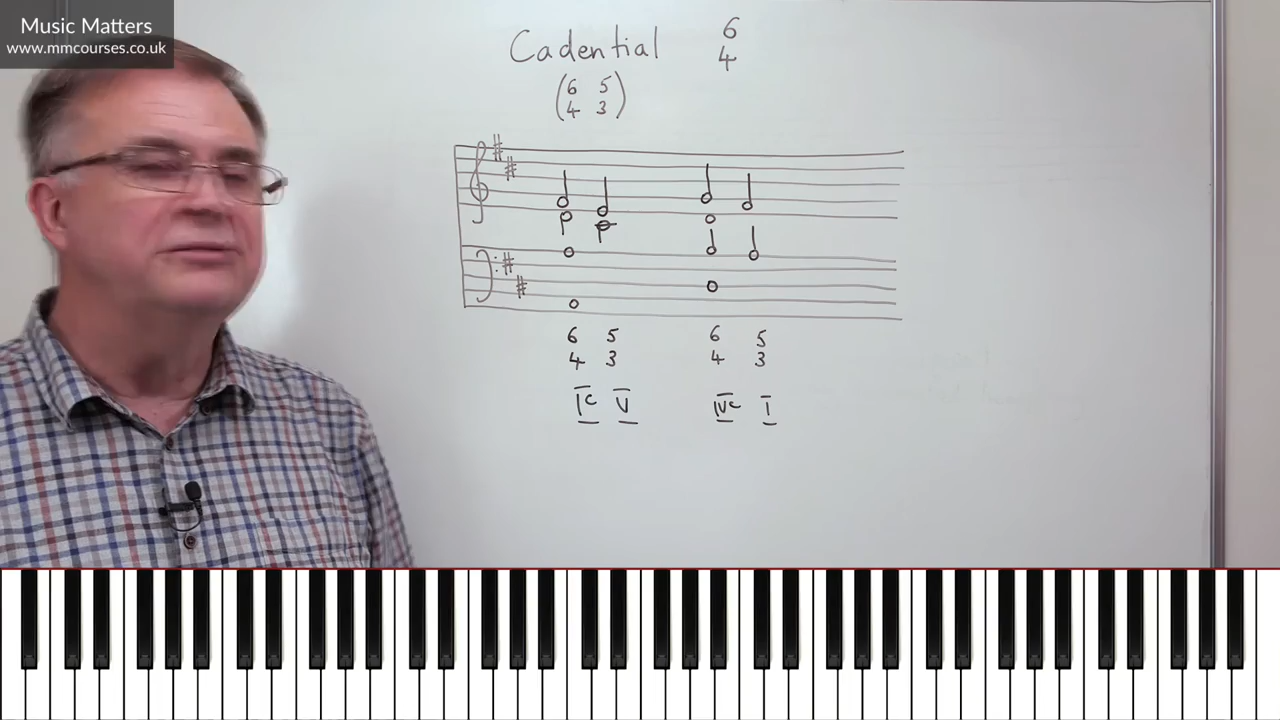 Music Matters
www.mmcourses.co.uk
Cadential 6
4
(6 5
4 3)
6 5 6 5
4 3 4 3
Ic V IVc I